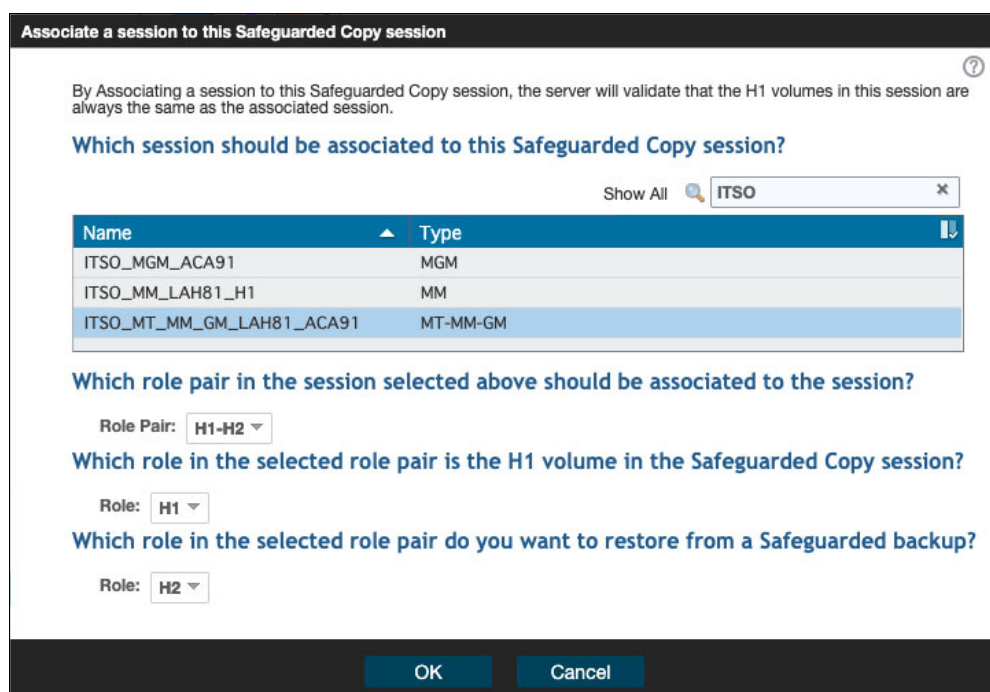 Associate a session to this Safeguarded Copy session
By Associating a session to this Safeguarded Copy session, the server will validate that the H1 volumes in this session are
always the same as the associated session.
Which session should be associated to this Safeguarded Copy session?
Show All ITSO
Name Type
ITSO_MGM_ACA91 MGM
ITSO_MM_LAH81_H1 MM
ITSO_MT_MM_GM_LAH81_ACA91 MT-MM-GM
Which role pair in the session selected above should be associated to the session?
Role Pair: H1-H2
Which role in the selected role pair is the H1 volume in the Safeguarded Copy session?
Role: H1
Which role in the selected role pair do you want to restore from a Safeguarded backup?
Role: H2
OK Cancel